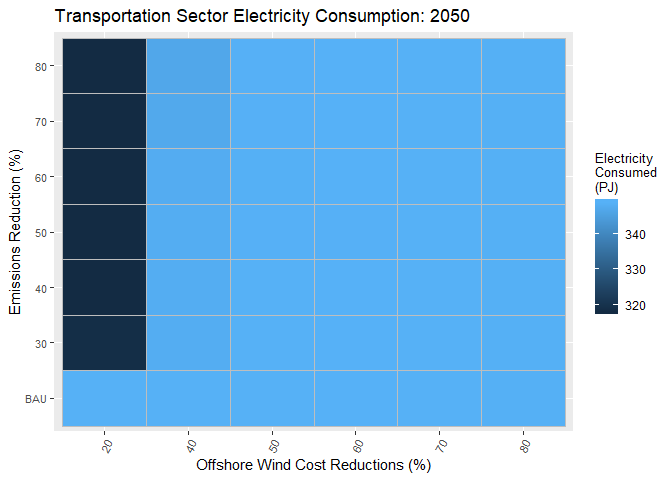 Transportation Sector Electricity Consumption: 2050
Emissions Reduction (%)
80
70
60
50
40
30
BAU
20
40
50
60
70
80
Offshore Wind Cost Reductions (%)
Electricity
Consumed
(PJ)
340
330
320